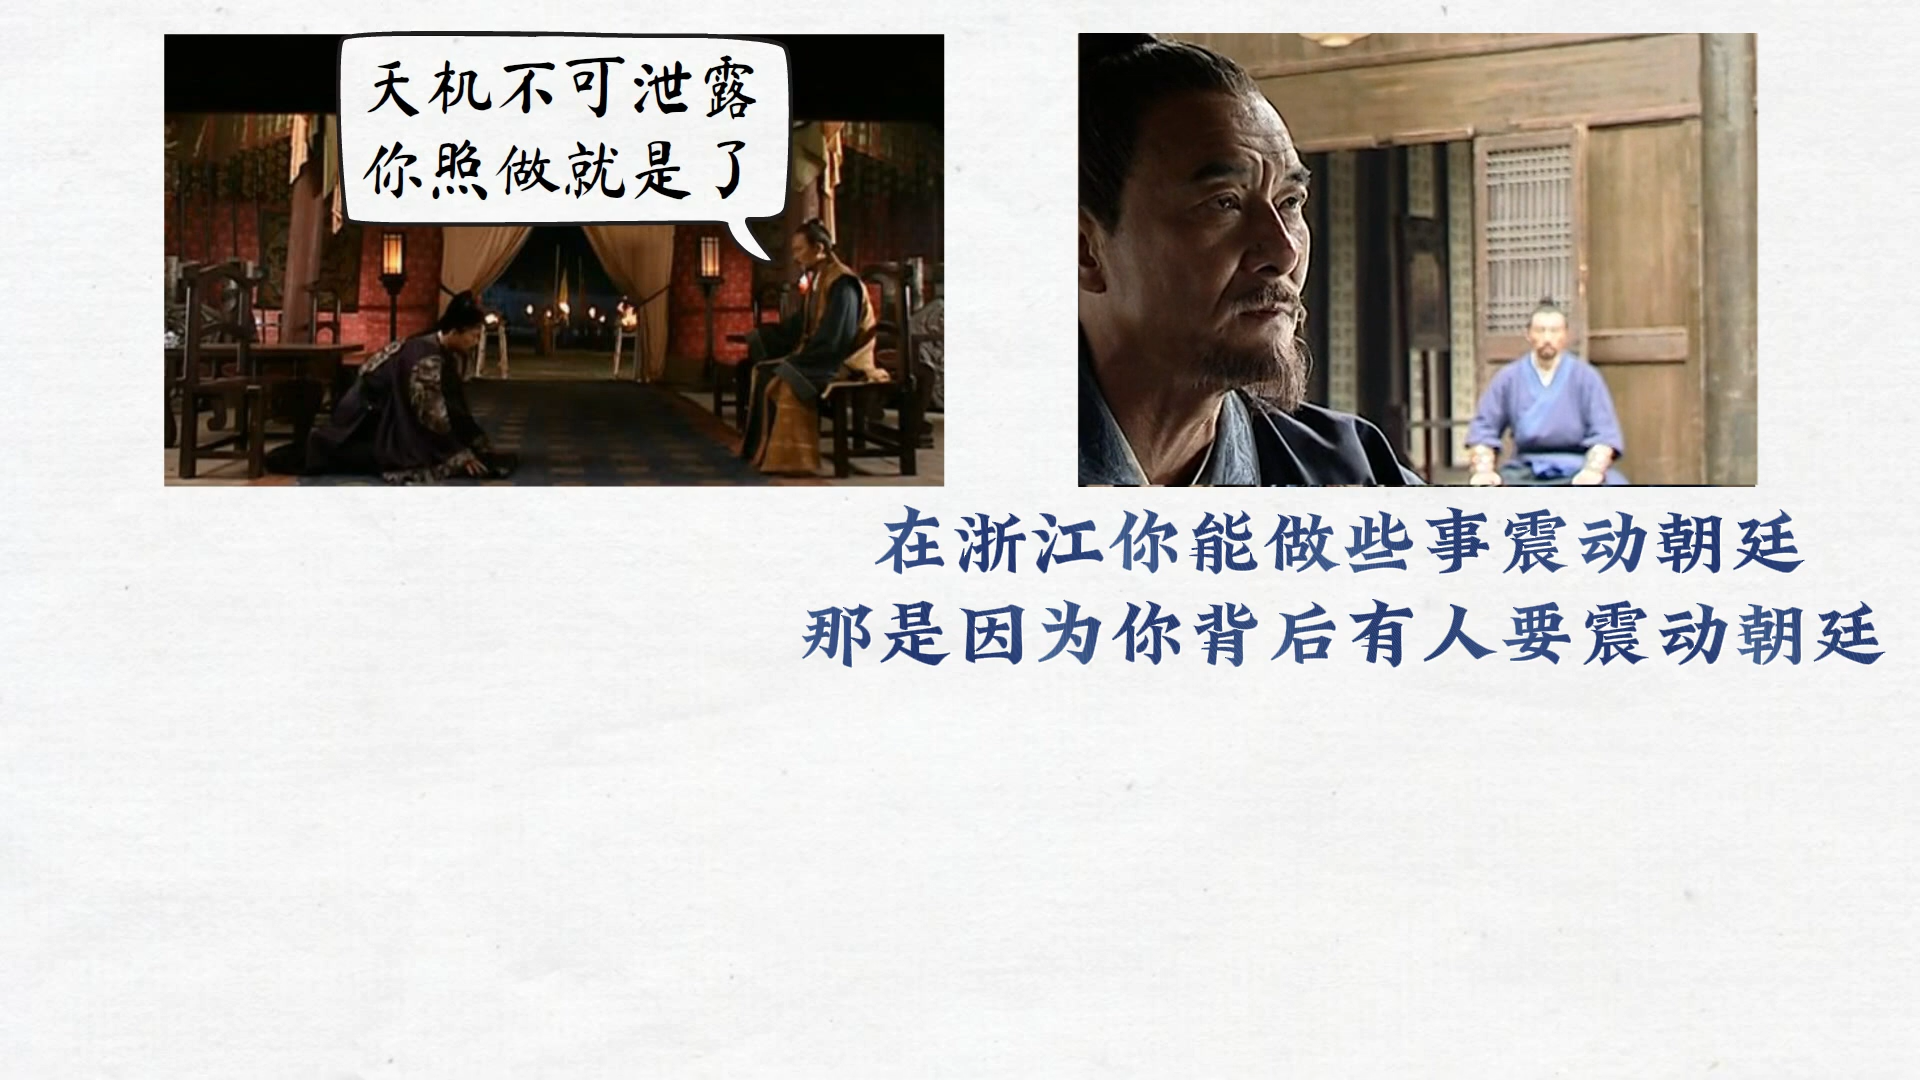 天机不可泄露
你照做就是了
在浙江你能做些事震动朝廷
那是因为你背后有人要震动朝廷